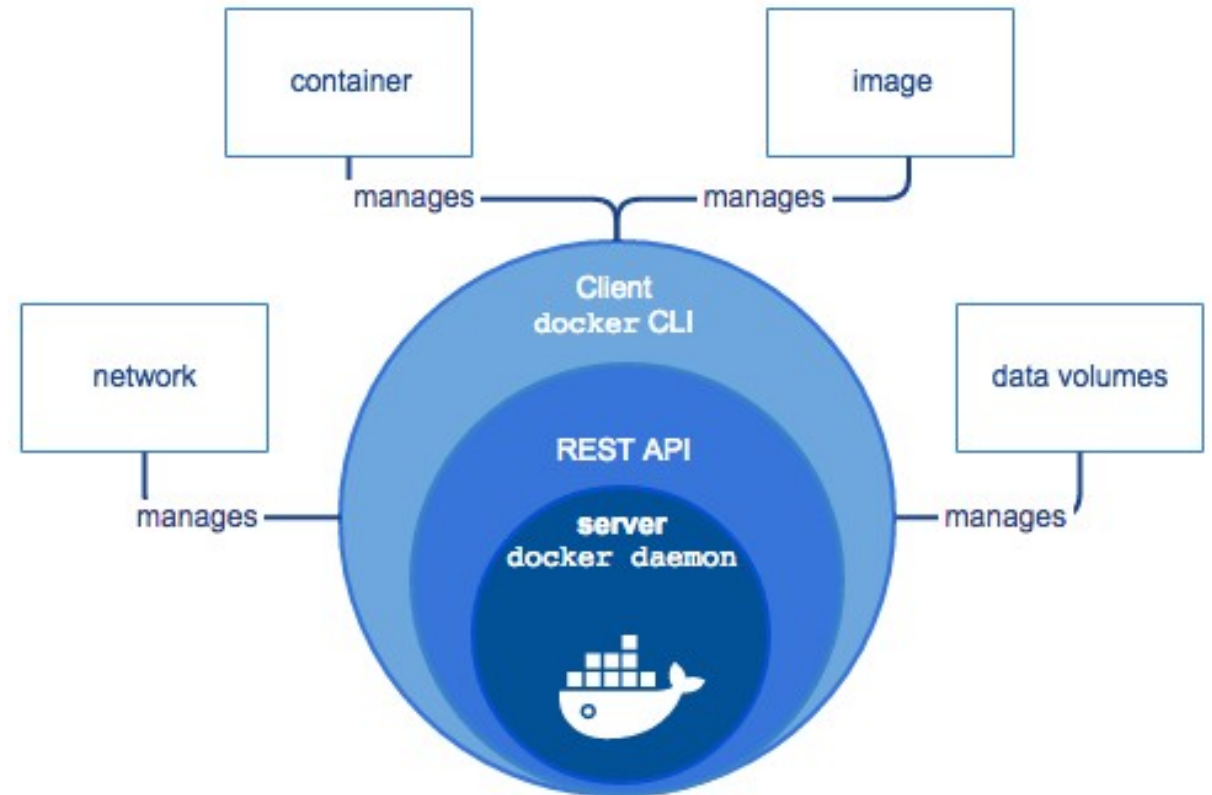 container
image
manages
manages
Client
docker CLI
network
data volumes
REST API
manages
manages
server
docker daemon